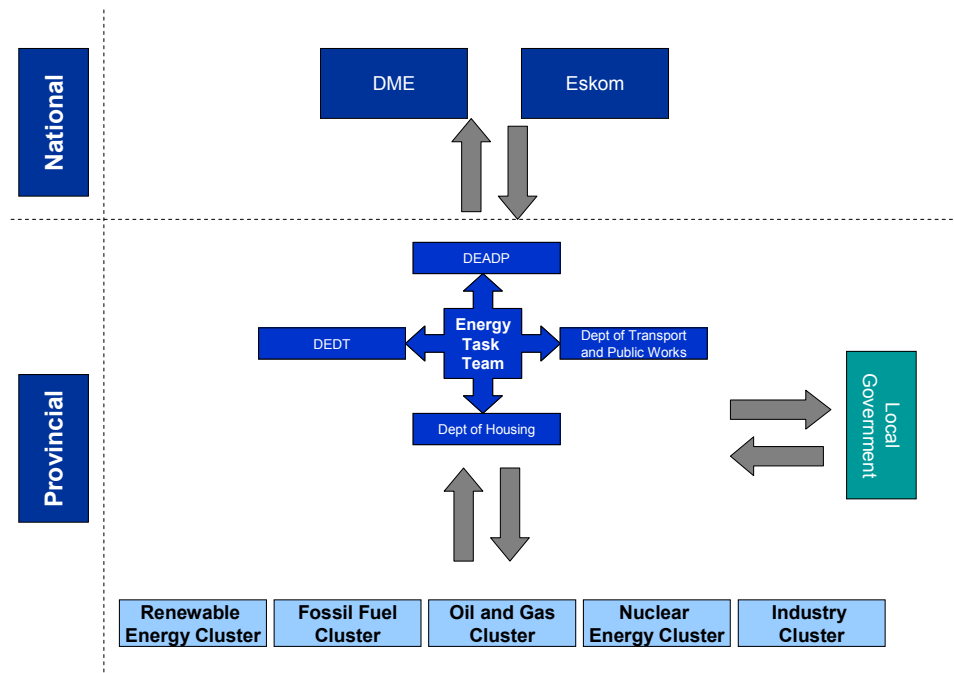 National
DME
Eskom
DEADP
DEDT
Energy
Task
Team
Dept of Transport
and Public Works
Dept of Housing
Provincial
Local
Government
Renewable
Energy Cluster
Fossil Fuel
Cluster
Oil and Gas
Cluster
Nuclear
Energy Cluster
Industry
Cluster